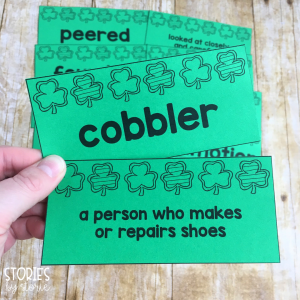 peered
looked at closely
cobbler
a person who makes
or repairs shoes
STORIES